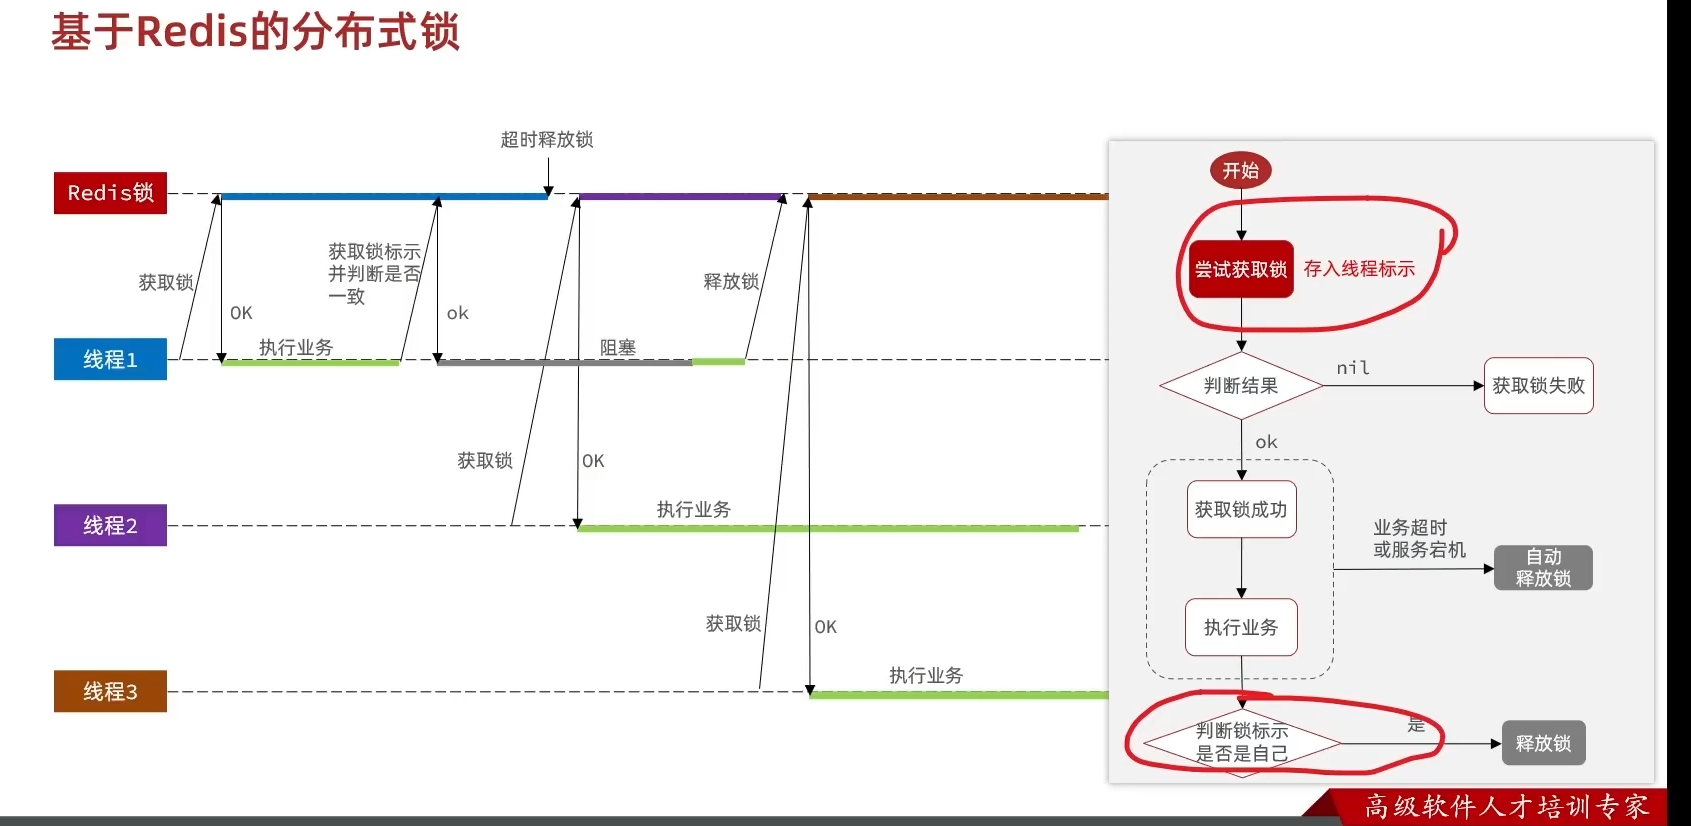 基于Redis的分布式锁
超时释放锁
Redis锁
获取锁
OK
获取锁标示
并判断是否
一致
ok
释放锁
线程1
执行业务
阻塞
获取锁
OK
线程2
执行业务
获取锁
OK
线程3
执行业务
开始
尝试获取锁
存入线程标示
判断结果
nil
获取锁失败
ok
获取锁成功
执行业务
业务超时
或服务宕机
自动
释放锁
判断锁标示
是否是自己
是
释放锁
高级软件人才培训专家